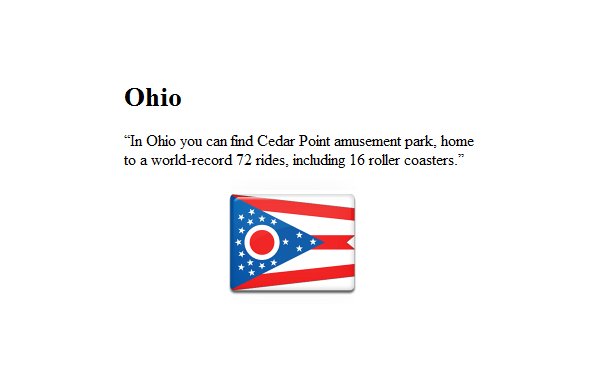 Ohio
“In Ohio you can find Cedar Point amusement park, home
to a world-record 72 rides, including 16 roller coasters.”